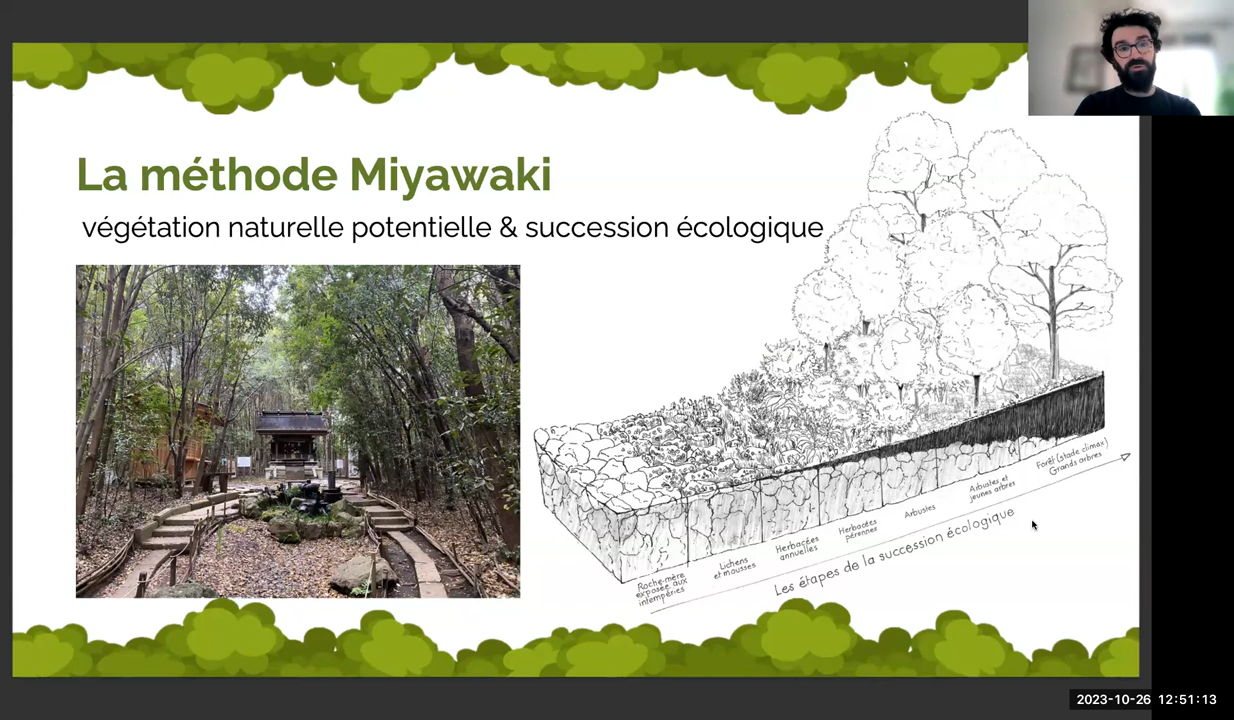 La méthode Miyawaki
végétation naturelle potentielle & succession écologique
Roche-mère
exposée aux
intempéries
Lichens
et mousses
Herbacées
annuelles
Herbacées
pérennes
Arbustes
Arbustes et
jeunes arbres
Forêt (stade climax)
Grands arbres
Les étapes de la succession écologique
2023-10-26 12:51:13